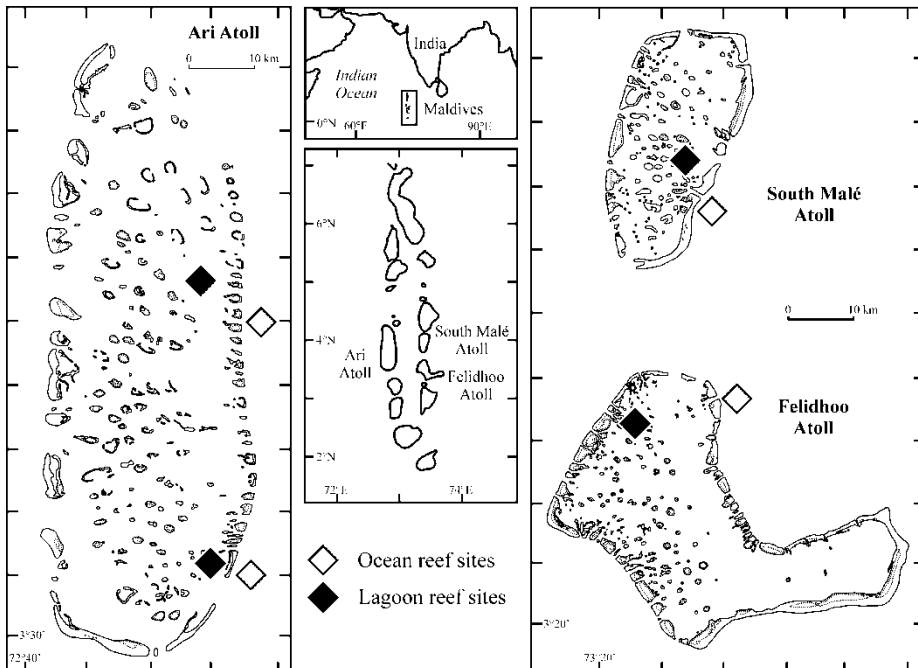 Ari Atoll
0 10 km
3°30'
72°40'
India
Indian
Ocean
Maldives
0°N
60°E 90°E
6°N
4°N
2°N
South Malé
Atoll
Ari
Atoll
Felidhoo
Atoll
72°E 74°E
Ocean reef sites
Lagoon reef sites
South Malé
Atoll
0 10 km
Felidhoo
Atoll
3°20'
73°20'